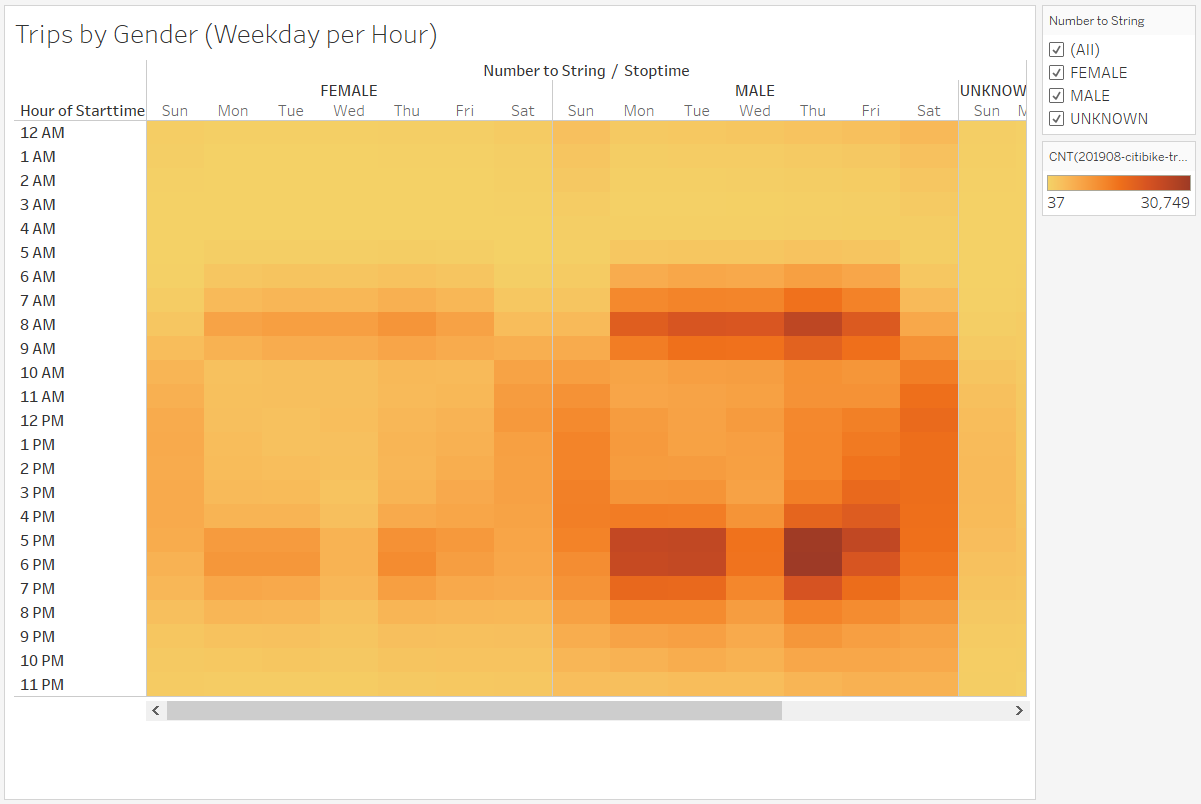 Trips by Gender (Weekday per Hour)
Number to String / Stoptime
FEMALE MALE UNKNOW
Hour of Starttime Sun Mon Tue Wed Thu Fri Sat Sun Mon Tue Wed Thu Fri Sat Sun
12 AM
1 AM
2 AM
3 AM
4 AM
5 AM
6 AM
7 AM
8 AM
9 AM
10 AM
11 AM
12 PM
1 PM
2 PM
3 PM
4 PM
5 PM
6 PM
7 PM
8 PM
9 PM
10 PM
11 PM
Number to String
(All)
FEMALE
MALE
UNKNOWN
CNT(201908-citibike-tr...
37 30,749